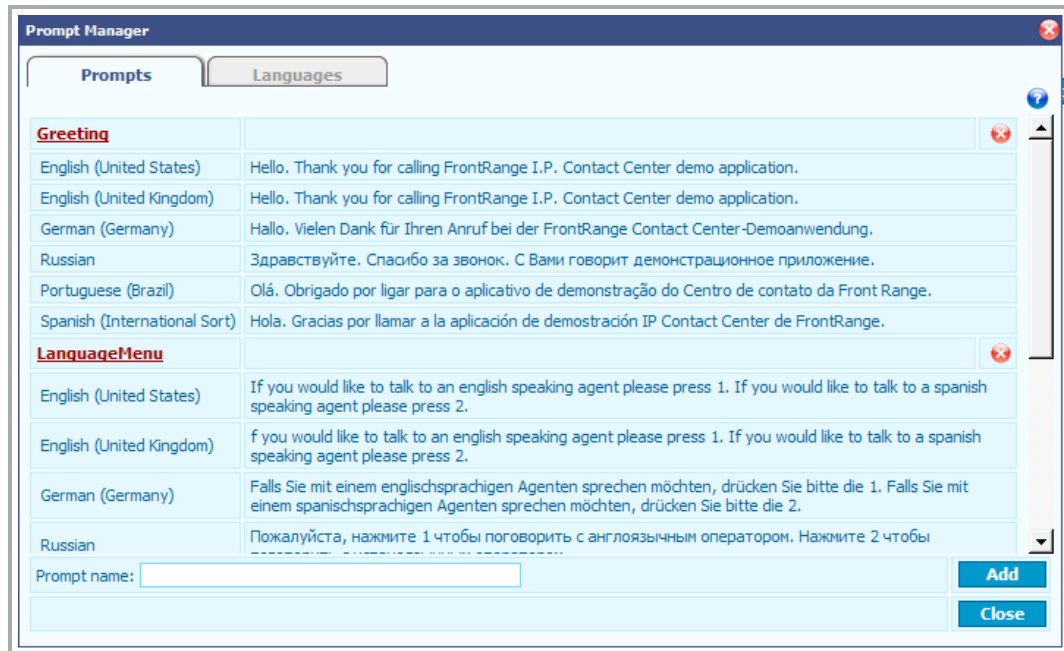 Prompt Manager
Prompts
Languages
Greeting
English (United States)
Hello. Thank you for calling FrontRange I.P. Contact Center demo application.
English (United Kingdom)
Hello. Thank you for calling FrontRange I.P. Contact Center demo application.
German (Germany)
Hallo. Vielen Dank für Ihren Anruf bei der FrontRange Contact Center-Demoanwendung.
Russian
Здравствуйте. Спасибо за звонок. С Вами говорит демонстрационное приложение.
Portuguese (Brazil)
Olá. Obrigado por ligar para o aplicativo de demonstração do Centro de contato da Front Range.
Spanish (International Sort)
Hola. Gracias por llamar a la aplicación de demostración IP Contact Center de FrontRange.
LanguageMenu
English (United States)
If you would like to talk to an english speaking agent please press 1. If you would like to talk to a spanish
speaking agent please press 2.
English (United Kingdom)
f you would like to talk to an english speaking agent please press 1. If you would like to talk to a spanish
speaking agent please press 2.
German (Germany)
Falls Sie mit einem englischsprachigen Agenten sprechen möchten, drücken Sie bitte die 1. Falls Sie mit
einem spanischsprachigen Agenten sprechen möchten, drücken Sie bitte die 2.
Russian
Пожалуйста, нажмите 1 чтобы поговорить с англоязычным оператором. Нажмите 2 чтобы
Prompt name:
Add
Close